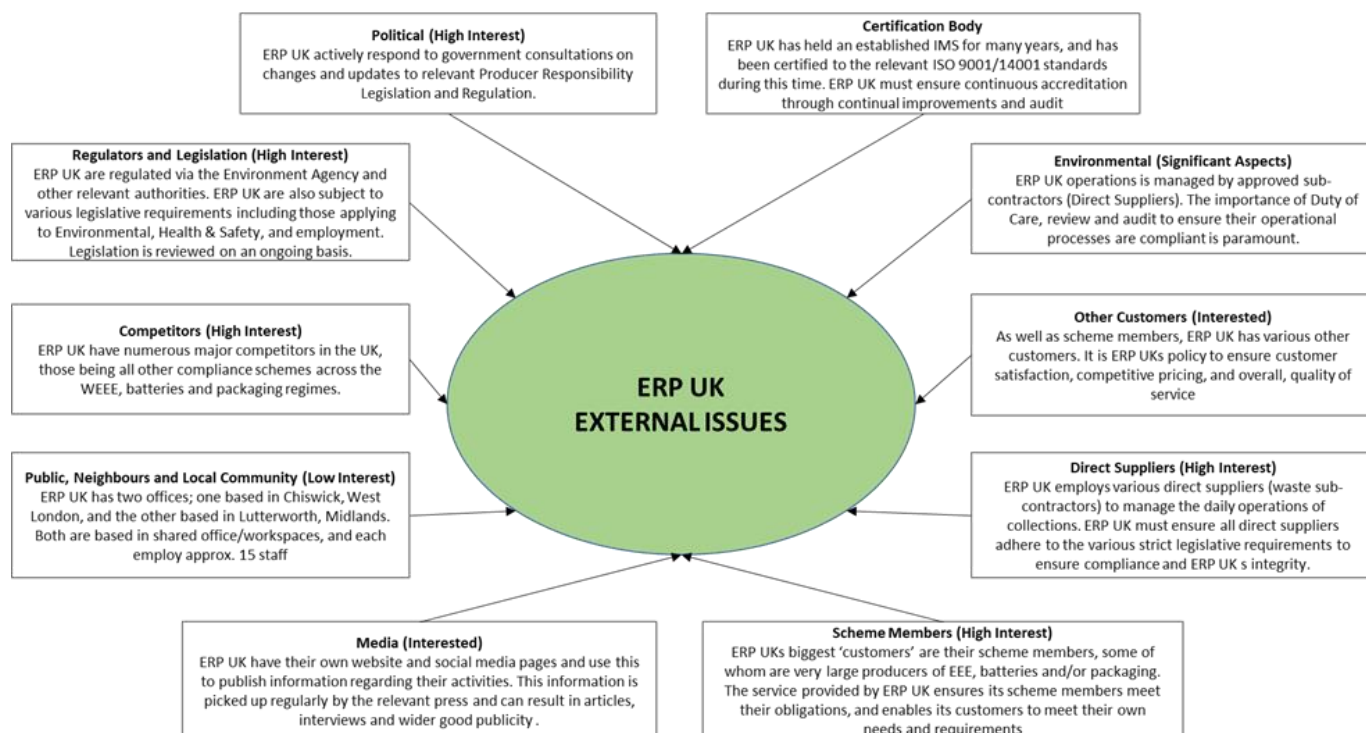 Political (High Interest)
ERP UK actively respond to government consultations on
changes and updates to relevant Producer Responsibility
Legislation and Regulation.
Certification Body
ERP UK has held an established IMS for many years, and has
been certified to the relevant ISO 9001/14001 standards
during this time. ERP UK must ensure continuous accreditation
through continual improvements and audit
Regulators and Legislation (High Interest)
ERP UK are regulated via the Environment Agency and
other relevant authorities. ERP UK are also subject to
various legislative requirements including those applying
to Environmental, Health & Safety, and employment.
Legislation is reviewed on an ongoing basis.
Environmental (Significant Aspects)
ERP UK operations is managed by approved sub-
contractors (Direct Suppliers). The importance of Duty of
Care, review and audit to ensure their operational
processes are compliant is paramount.
Competitors (High Interest)
ERP UK have numerous major competitors in the UK,
those being all other compliance schemes across the
WEEE, batteries and packaging regimes.
ERP UK
EXTERNAL ISSUES
Other Customers (Interested)
As well as scheme members, ERP UK has various other
customers. It is ERP UKs policy to ensure customer
satisfaction, competitive pricing, and overall, quality of
service
Public, Neighbours and Local Community (Low Interest)
ERP UK has two offices; one based in Chiswick, West
London, and the other based in Lutterworth, Midlands.
Both are based in shared office/workspaces, and each
employ approx. 15 staff
Direct Suppliers (High Interest)
ERP UK employs various direct suppliers (waste sub-
contractors) to manage the daily operations of
collections. ERP UK must ensure all direct suppliers
adhere to the various strict legislative requirements to
ensure compliance and ERP UK s integrity.
Media (Interested)
ERP UK have their own website and social media pages and use this
to publish information regarding their activities. This information is
picked up regularly by the relevant press and can result in articles,
interviews and wider good publicity .
Scheme Members (High Interest)
ERP UKs biggest ‘customers’ are their scheme members, some of
whom are very large producers of EEE, batteries and/or packaging.
The service provided by ERP UK ensures its scheme members meet
their obligations, and enables its customers to meet their own
needs and requirements